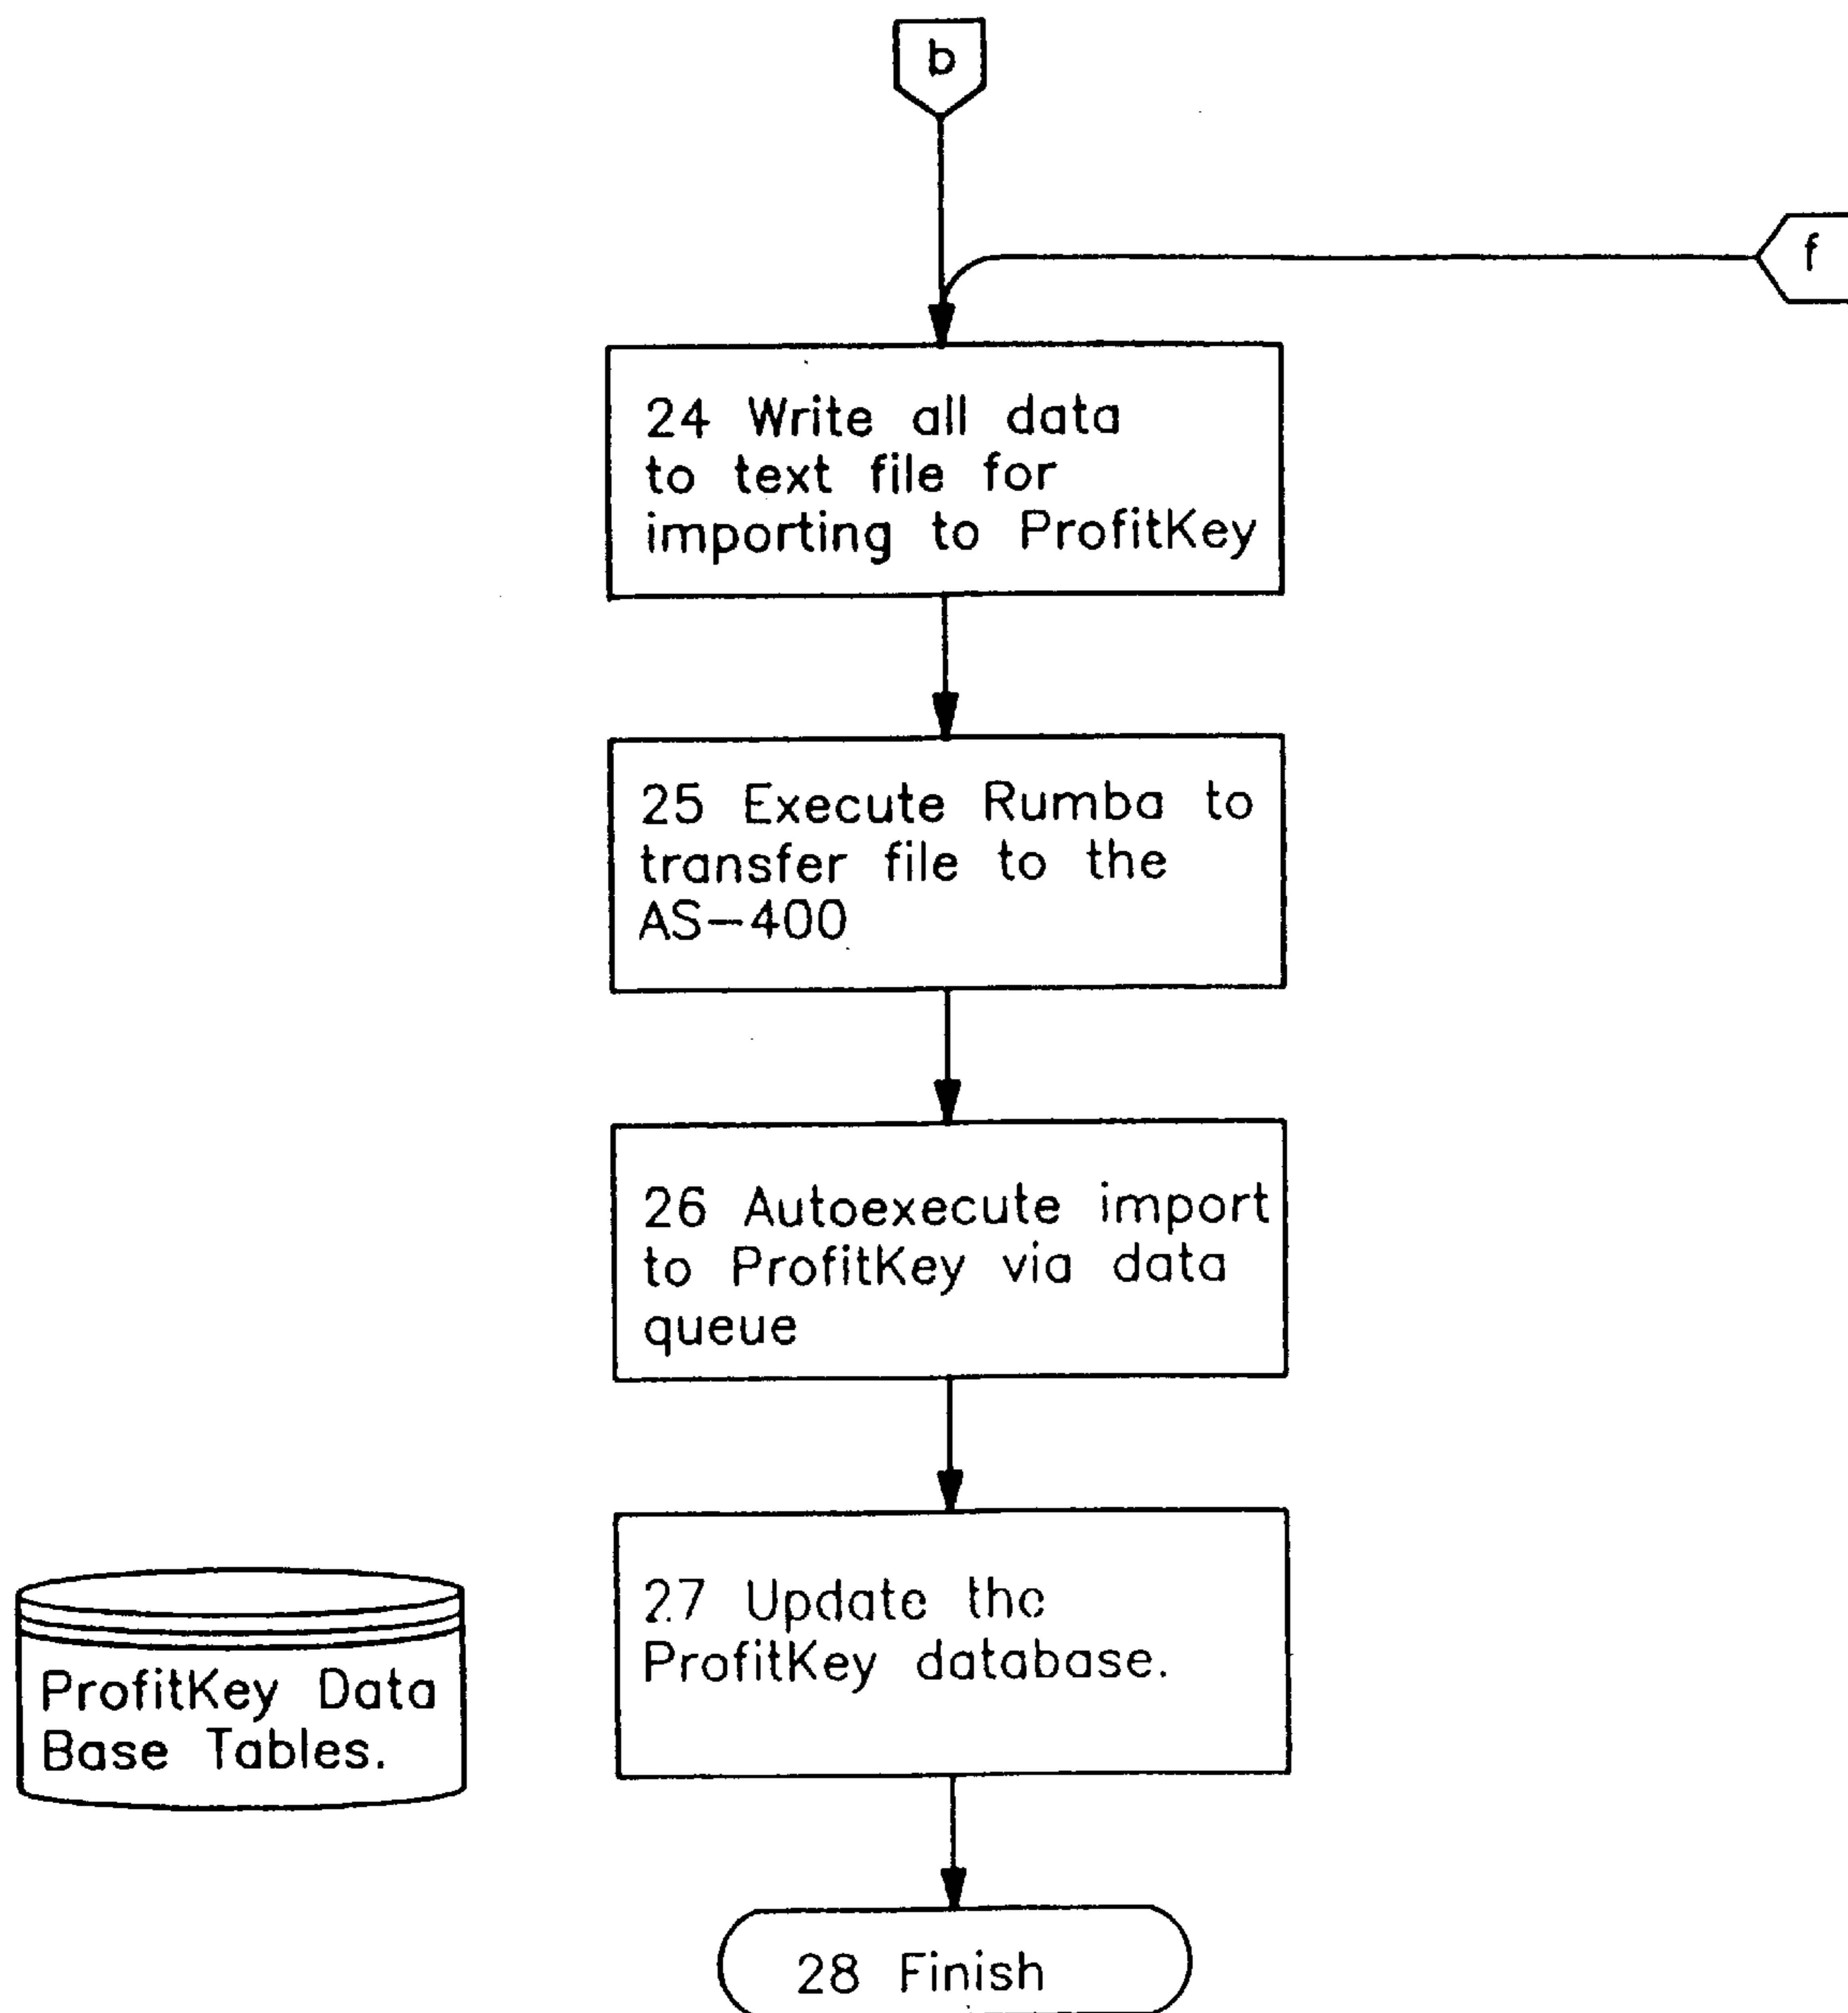 b
f
24 Write all data
to text file for
importing to ProfitKey
25 Execute Rumba to
transfer file to the
AS-400
26 Autoexecute import
to ProfitKey via data
queue
27 Update the
ProfitKey database.
ProfitKey Data
Base Tables.
28 Finish